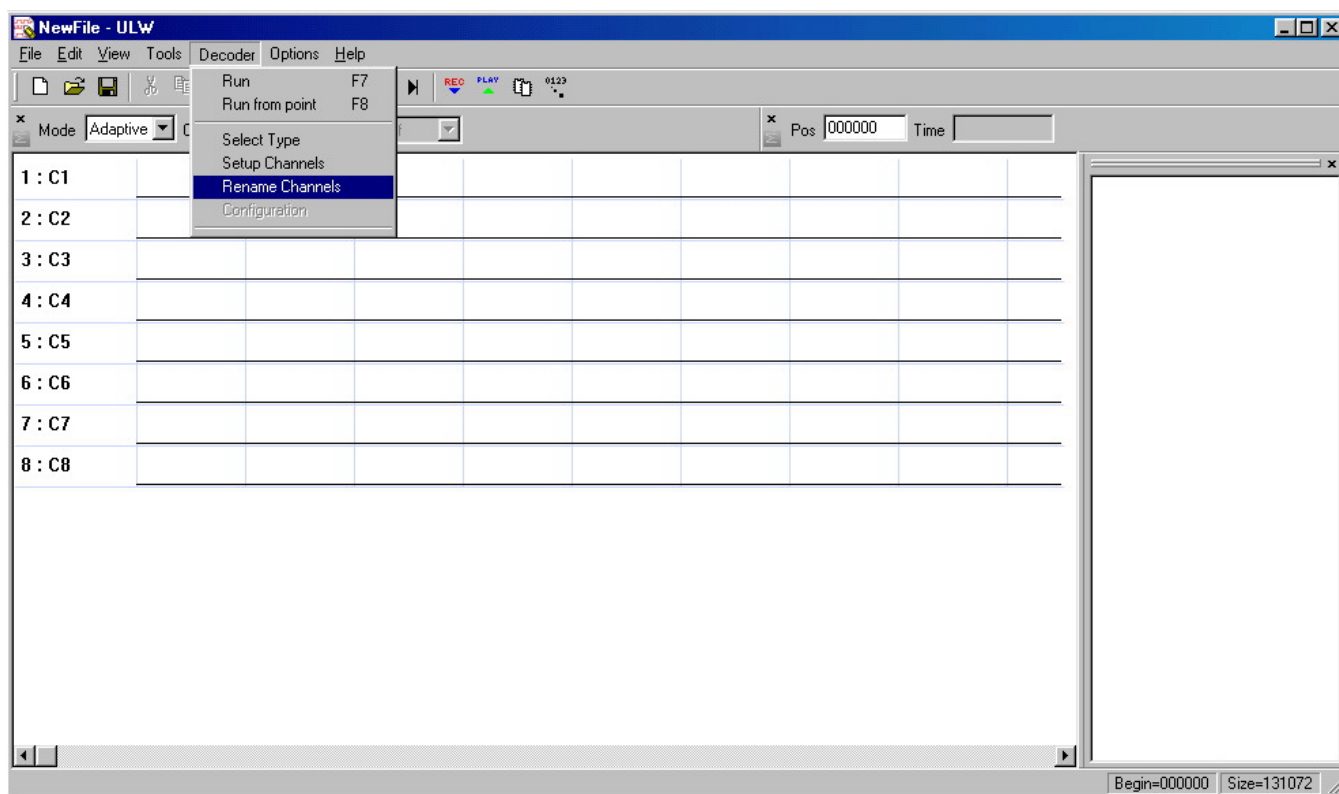 NewFile - ULW
File Edit View Tools Decoder Options Help
REC PLAY 0123
Run F7
Run from point F8
Select Type
Setup Channels
Rename Channels
Configuration
Mode Adaptive
Pos 000000 Time
1 : C1
2 : C2
3 : C3
4 : C4
5 : C5
6 : C6
7 : C7
8 : C8
Begin=000000 Size=131072